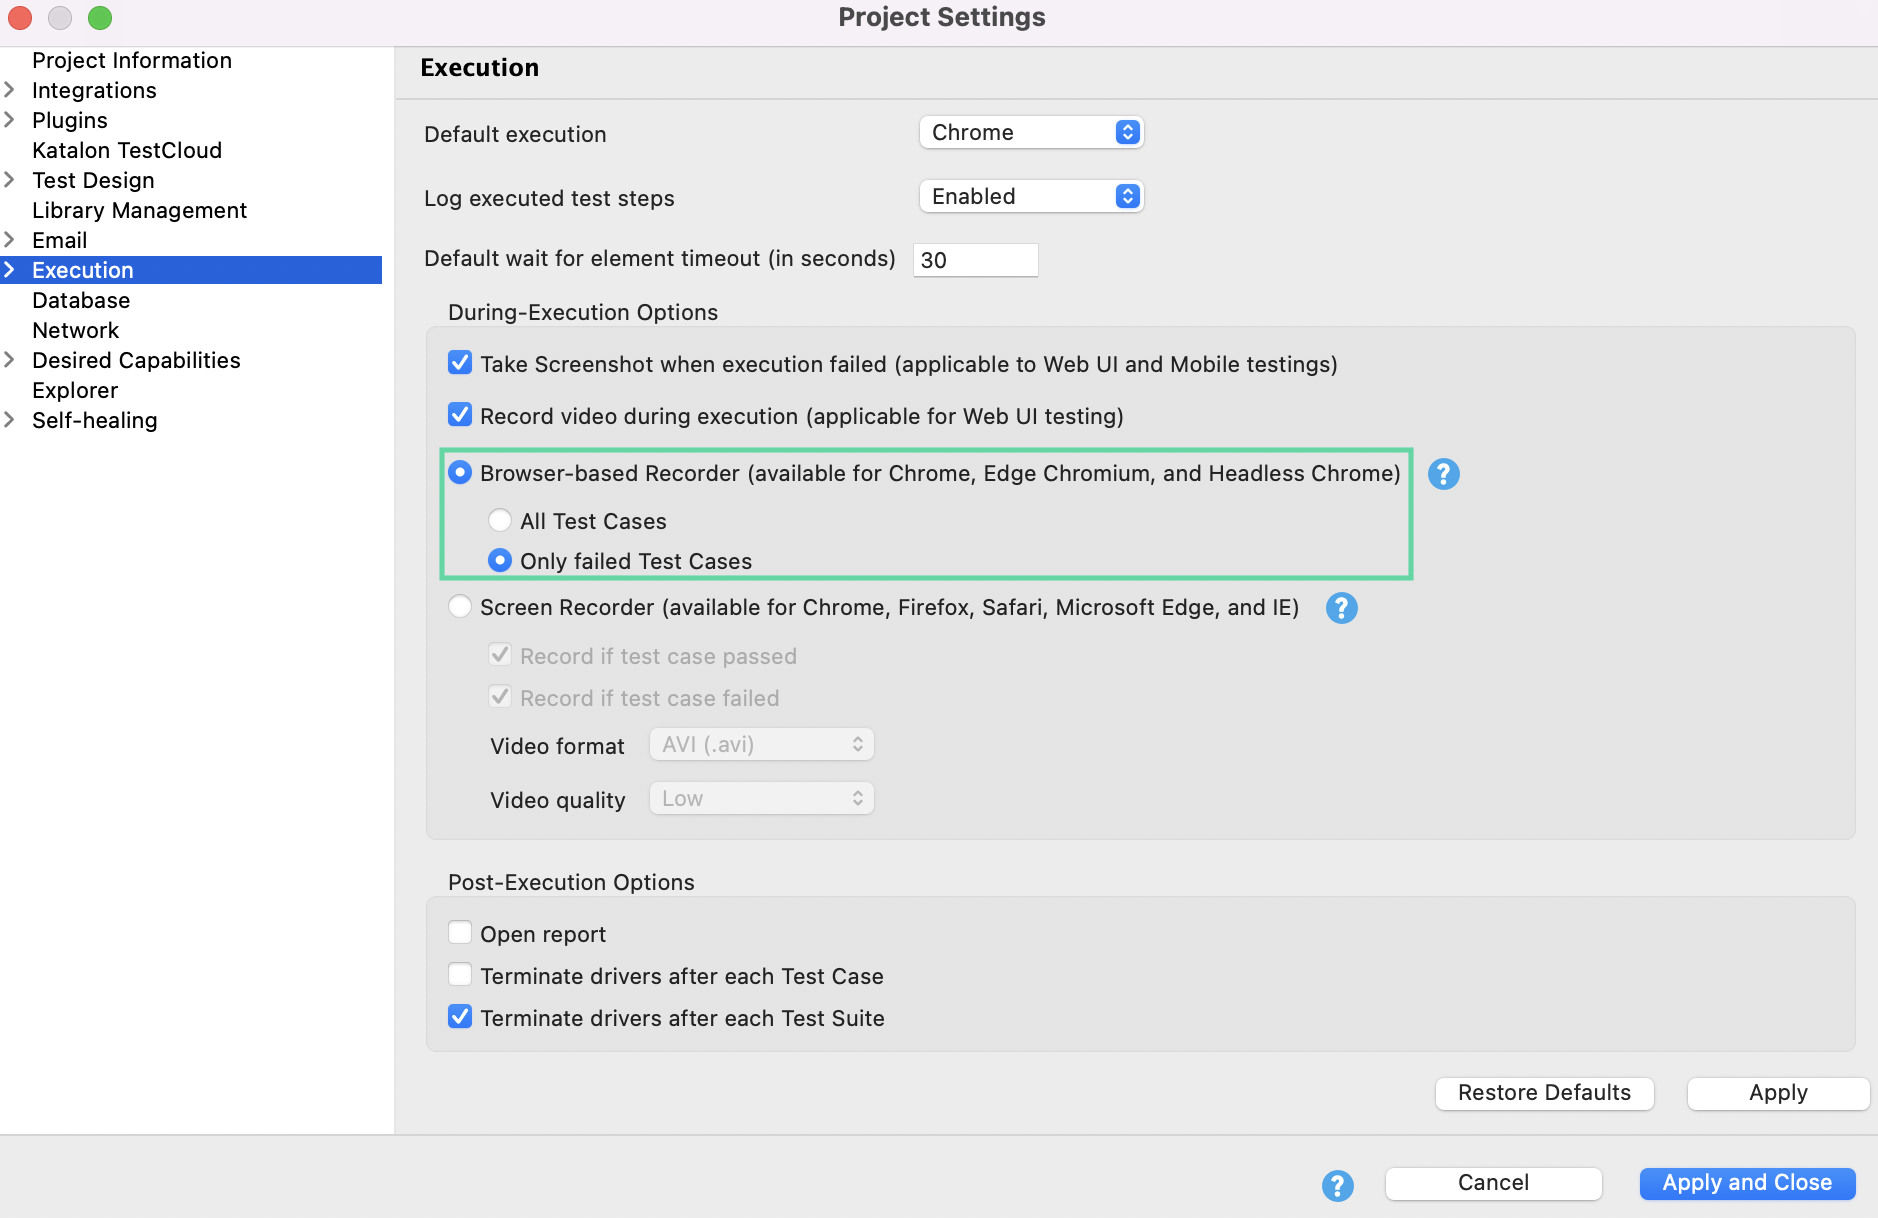 Project Settings
Project Information
Integrations
Plugins
Katalon TestCloud
Test Design
Library Management
Email
Execution
Database
Network
Desired Capabilities
Explorer
Self-healing
Execution
Default execution Chrome
Log executed test steps Enabled
Default wait for element timeout (in seconds) 30
During-Execution Options
Take Screenshot when execution failed (applicable to Web UI and Mobile testings)
Record video during execution (applicable for Web UI testing)
Browser-based Recorder (available for Chrome, Edge Chromium, and Headless Chrome) ?
All Test Cases
Only failed Test Cases
Screen Recorder (available for Chrome, Firefox, Safari, Microsoft Edge, and IE) ?
Record if test case passed
Record if test case failed
Video format AVI (.avi)
Video quality Low
Post-Execution Options
Open report
Terminate drivers after each Test Case
Terminate drivers after each Test Suite
Restore Defaults Apply
? Cancel Apply and Close